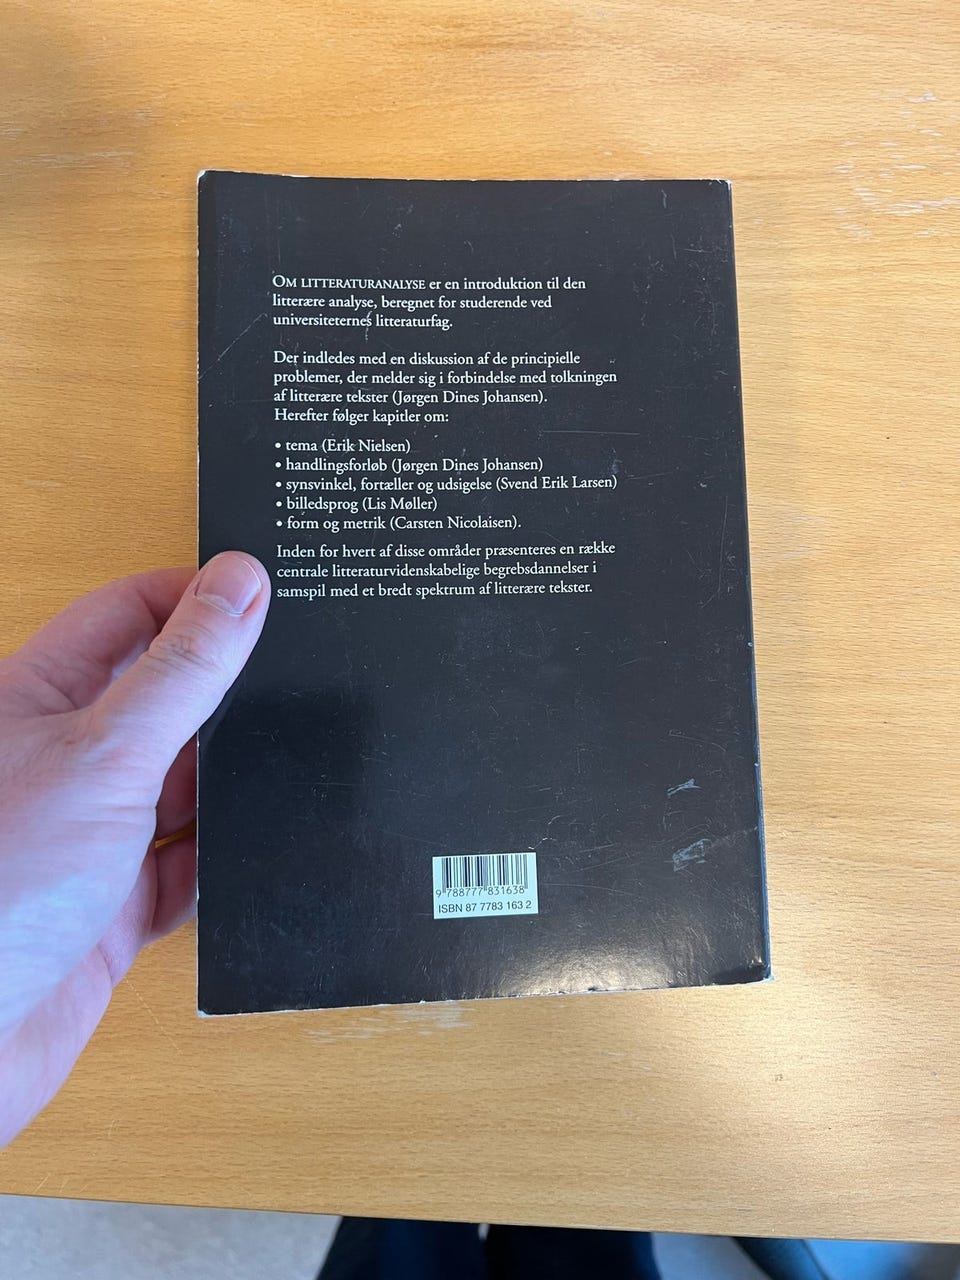 OM LITTERATURANALYSE er en introduktion til den
litterære analyse, beregnet for studerende ved
universiteternes litteraturfag.
Der indledes med en diskussion af de principielle
problemer, der melder sig i forbindelse med tolkningen
af litterære tekster (Jørgen Dines Johansen).
Herefter følger kapitler om:
• tema (Erik Nielsen)
• handlingsforløb (Jørgen Dines Johansen)
• synsvinkel, fortæller og udsigelse (Svend Erik Larsen)
• billedsprog (Lis Møller)
• form og metrik (Carsten Nicolaisen).
Inden for hvert af disse områder præsenteres en række
centrale litteraturvidenskabelige begrebsdannelser i
samspil med et bredt spektrum af litterære tekster.
9 788777 831638
ISBN 87 7783 163 2